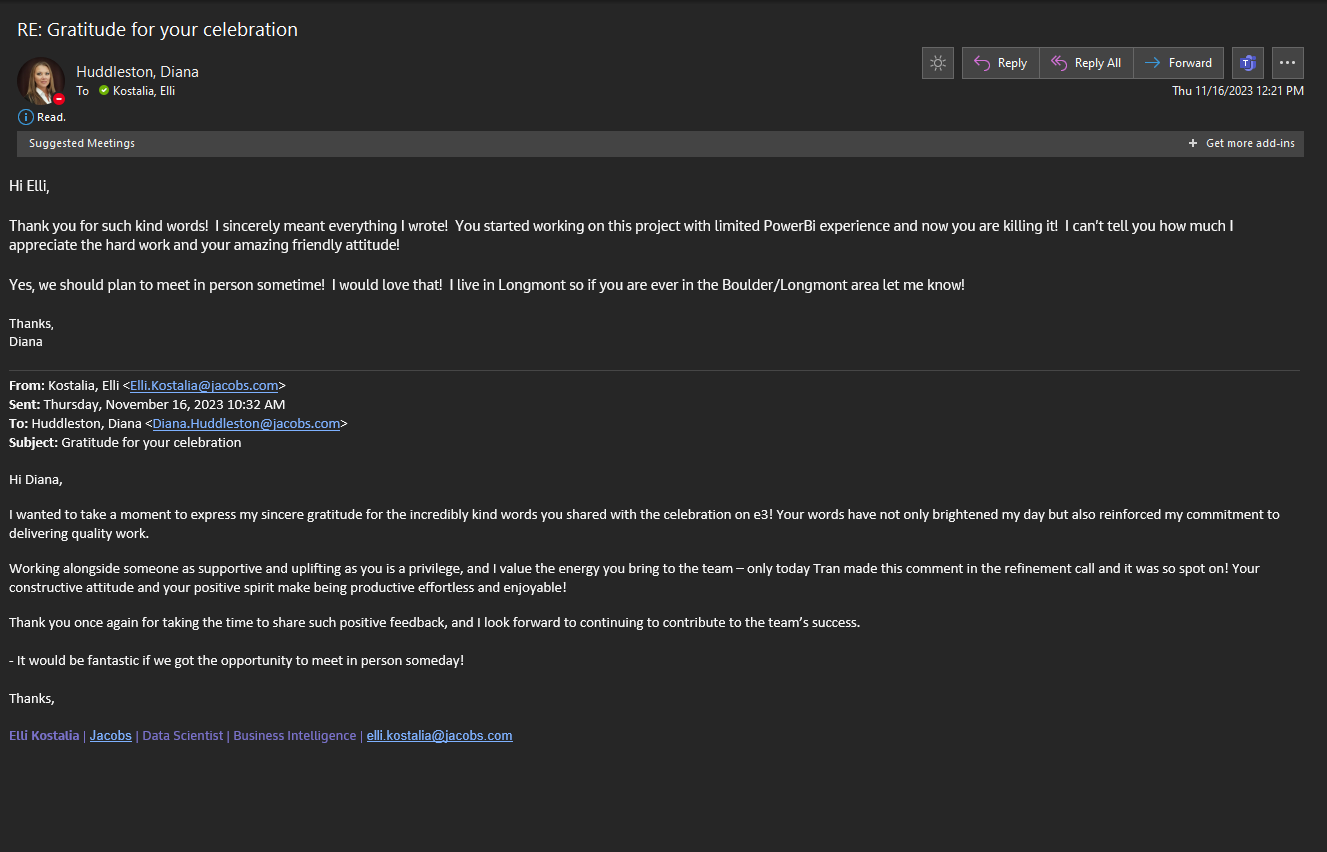 RE: Gratitude for your celebration
Huddleston, Diana
To Kostalia, Elli
Reply
Reply All
Forward
Thu 11/16/2023 12:21 PM
Read.
Suggested Meetings
+ Get more add-ins
Hi Elli,
Thank you for such kind words!  I sincerely meant everything I wrote!  You started working on this project with limited PowerBi experience and now you are killing it!  I can't tell you how much I
appreciate the hard work and your amazing friendly attitude!
Yes, we should plan to meet in person sometime!  I would love that!  I live in Longmont so if you are ever in the Boulder/Longmont area let me know!
Thanks,
Diana
From: Kostalia, Elli <Elli.Kostalia@jacobs.com>
Sent: Thursday, November 16, 2023 10:32 AM
To: Huddleston, Diana <Diana.Huddleston@jacobs.com>
Subject: Gratitude for your celebration
Hi Diana,
I wanted to take a moment to express my sincere gratitude for the incredibly kind words you shared with the celebration on e3! Your words have not only brightened my day but also reinforced my commitment to
delivering quality work.
Working alongside someone as supportive and uplifting as you is a privilege, and I value the energy you bring to the team – only today Tran made this comment in the refinement call and it was so spot on! Your
constructive attitude and your positive spirit make being productive effortless and enjoyable!
Thank you once again for taking the time to share such positive feedback, and I look forward to continuing to contribute to the team's success.
- It would be fantastic if we got the opportunity to meet in person someday!
Thanks,
Elli Kostalia | Jacobs | Data Scientist | Business Intelligence | elli.kostalia@jacobs.com